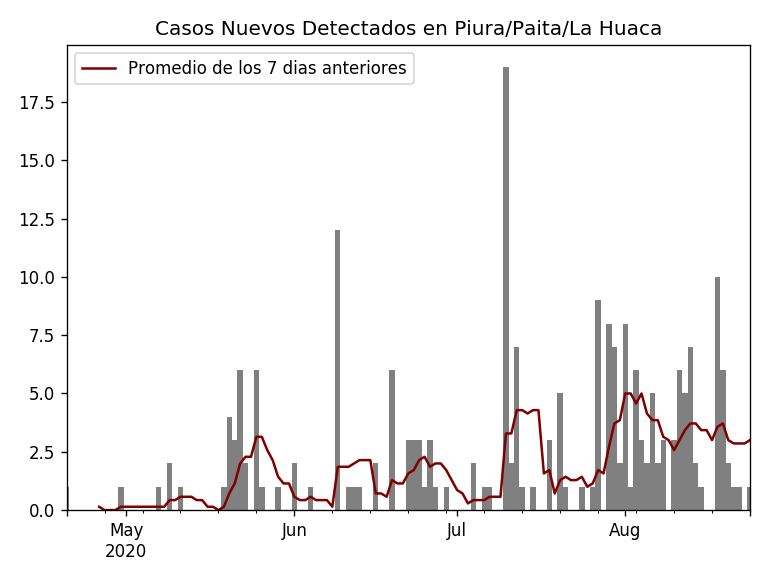 Casos Nuevos Detectados en Piura/Paita/La Huaca
Promedio de los 7 dias anteriores
17.5
15.0
12.5
10.0
7.5
5.0
2.5
0.0
May
2020
Jun
Jul
Aug